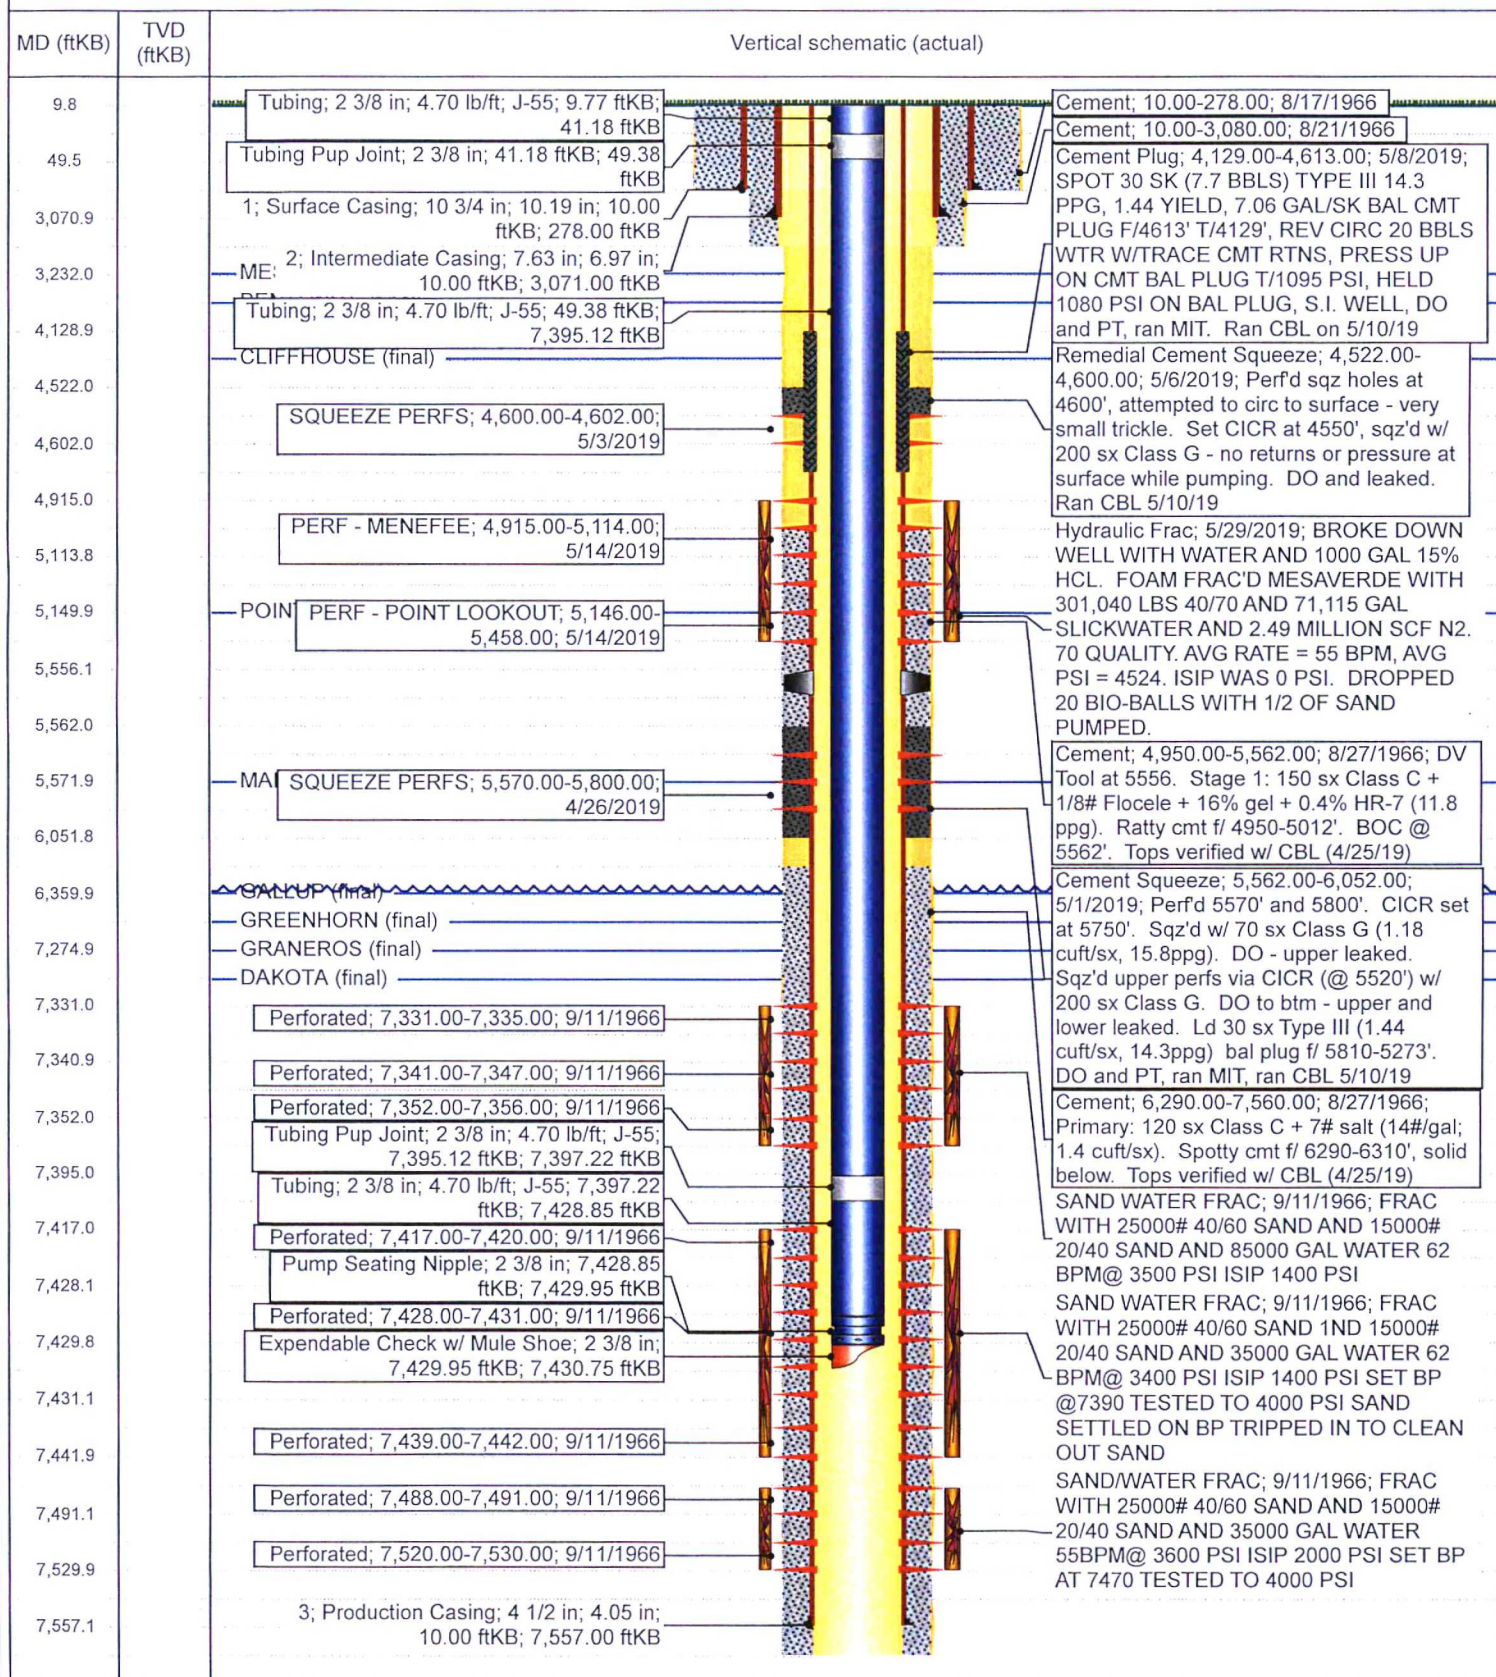 MD (ftKB)
TVD
(ftKB)
Vertical schematic (actual)
9.8
49.5
3,070.9
3,232.0
4,128.9
4,522.0
4,602.0
4,915.0
5,113.8
5,149.9
5,556.1
5,562.0
5,571.9
6,051.8
6,359.9
7,274.9
7,331.0
7,340.9
7,352.0
7,395.0
7,417.0
7,428.1
7,429.8
7,431.1
7,441.9
7,491.1
7,529.9
7,557.1
Tubing; 2 3/8 in; 4.70 lb/ft; J-55; 9.77 ftKB;
41.18 ftKB
Tubing Pup Joint; 2 3/8 in; 41.18 ftKB; 49.38
ftKB
1; Surface Casing; 10 3/4 in; 10.19 in; 10.00
ftKB; 278.00 ftKB
2; Intermediate Casing; 7.63 in; 6.97 in;
10.00 ftKB; 3,071.00 ftKB
Tubing; 2 3/8 in; 4.70 lb/ft; J-55; 49.38 ftKB;
7,395.12 ftKB
CLIFFHOUSE (final)
SQUEEZE PERFS; 4,600.00-4,602.00;
5/3/2019
PERF - MENEFEE; 4,915.00-5,114.00;
5/14/2019
PERF - POINT LOOKOUT; 5,146.00-
5,458.00; 5/14/2019
SQUEEZE PERFS; 5,570.00-5,800.00;
4/26/2019
GALLUP (final)
GREENHORN (final)
GRANEROS (final)
DAKOTA (final)
Perforated; 7,331.00-7,335.00; 9/11/1966
Perforated; 7,341.00-7,347.00; 9/11/1966
Perforated; 7,352.00-7,356.00; 9/11/1966
Tubing Pup Joint; 2 3/8 in; 4.70 lb/ft; J-55;
7,395.12 ftKB; 7,397.22 ftKB
Tubing; 2 3/8 in; 4.70 lb/ft; J-55; 7,397.22
ftKB; 7,428.85 ftKB
Perforated; 7,417.00-7,420.00; 9/11/1966
Pump Seating Nipple; 2 3/8 in; 7,428.85
ftKB; 7,429.95 ftKB
Perforated; 7,428.00-7,431.00; 9/11/1966
Expendable Check w/ Mule Shoe; 2 3/8 in;
7,429.95 ftKB; 7,430.75 ftKB
Perforated; 7,439.00-7,442.00; 9/11/1966
Perforated; 7,488.00-7,491.00; 9/11/1966
Perforated; 7,520.00-7,530.00; 9/11/1966
3; Production Casing; 4 1/2 in; 4.05 in;
10.00 ftKB; 7,557.00 ftKB
Cement; 10.00-278.00; 8/17/1966
Cement; 10.00-3,080.00; 8/21/1966
Cement Plug; 4,129.00-4,613.00; 5/8/2019;
SPOT 30 SK (7.7 BBLS) TYPE III 14.3
PPG, 1.44 YIELD, 7.06 GAL/SK BAL CMT
PLUG F/4613' T/4129', REV CIRC 20 BBLS
WTR W/TRACE CMT RTNS, PRESS UP
ON CMT BAL PLUG T/1095 PSI, HELD
1080 PSI ON BAL PLUG, S.I. WELL, DO
and PT, ran MIT.  Ran CBL on 5/10/19
Remedial Cement Squeeze; 4,522.00-
4,600.00; 5/6/2019; Perf'd sqz holes at
4600', attempted to circ to surface - very
small trickle.  Set CICR at 4550', sqz'd w/
200 sx Class G - no returns or pressure at
surface while pumping.  DO and leaked.
Ran CBL 5/10/19
Hydraulic Frac; 5/29/2019; BROKE DOWN
WELL WITH WATER AND 1000 GAL 15%
HCL.  FOAM FRAC'D MESAVERDE WITH
301,040 LBS 40/70 AND 71,115 GAL
SLICKWATER AND 2.49 MILLION SCF N2.
70 QUALITY. AVG RATE = 55 BPM, AVG
PSI = 4524. ISIP WAS 0 PSI.  DROPPED
20 BIO-BALLS WITH 1/2 OF SAND
PUMPED.
Cement; 4,950.00-5,562.00; 8/27/1966; DV
Tool at 5556.  Stage 1: 150 sx Class C +
1/8# Flocele + 16% gel + 0.4% HR-7 (11.8
ppg).  Ratty cmt f/ 4950-5012'.  BOC @
5562'.  Tops verified w/ CBL (4/25/19)
Cement Squeeze; 5,562.00-6,052.00;
5/1/2019; Perf'd 5570' and 5800'.  CICR set
at 5750'.  Sqz'd w/ 70 sx Class G (1.18
cuft/sx, 15.8ppg).  DO - upper leaked.
Sqz'd upper perfs via CICR (@ 5520') w/
200 sx Class G.  DO to btm - upper and
lower leaked.  Ld 30 sx Type III (1.44
cuft/sx, 14.3ppg)  bal plug f/ 5810-5273'.
DO and PT, ran MIT, ran CBL 5/10/19
Cement; 6,290.00-7,560.00; 8/27/1966;
Primary: 120 sx Class C + 7# salt (14#/gal;
1.4 cuft/sx).  Spotty cmt f/ 6290-6310', solid
below.  Tops verified w/ CBL (4/25/19)
SAND WATER FRAC; 9/11/1966; FRAC
WITH 25000# 40/60 SAND AND 15000#
20/40 SAND AND 85000 GAL WATER 62
BPM@ 3500 PSI ISIP 1400 PSI
SAND WATER FRAC; 9/11/1966; FRAC
WITH 25000# 40/60 SAND 1ND 15000#
20/40 SAND AND 35000 GAL WATER 62
BPM@ 3400 PSI ISIP 1400 PSI SET BP
@7390 TESTED TO 4000 PSI SAND
SETTLED ON BP TRIPPED IN TO CLEAN
OUT SAND
SAND/WATER FRAC; 9/11/1966; FRAC
WITH 25000# 40/60 SAND AND 15000#
20/40 SAND AND 35000 GAL WATER
55BPM@ 3600 PSI ISIP 2000 PSI SET BP
AT 7470 TESTED TO 4000 PSI